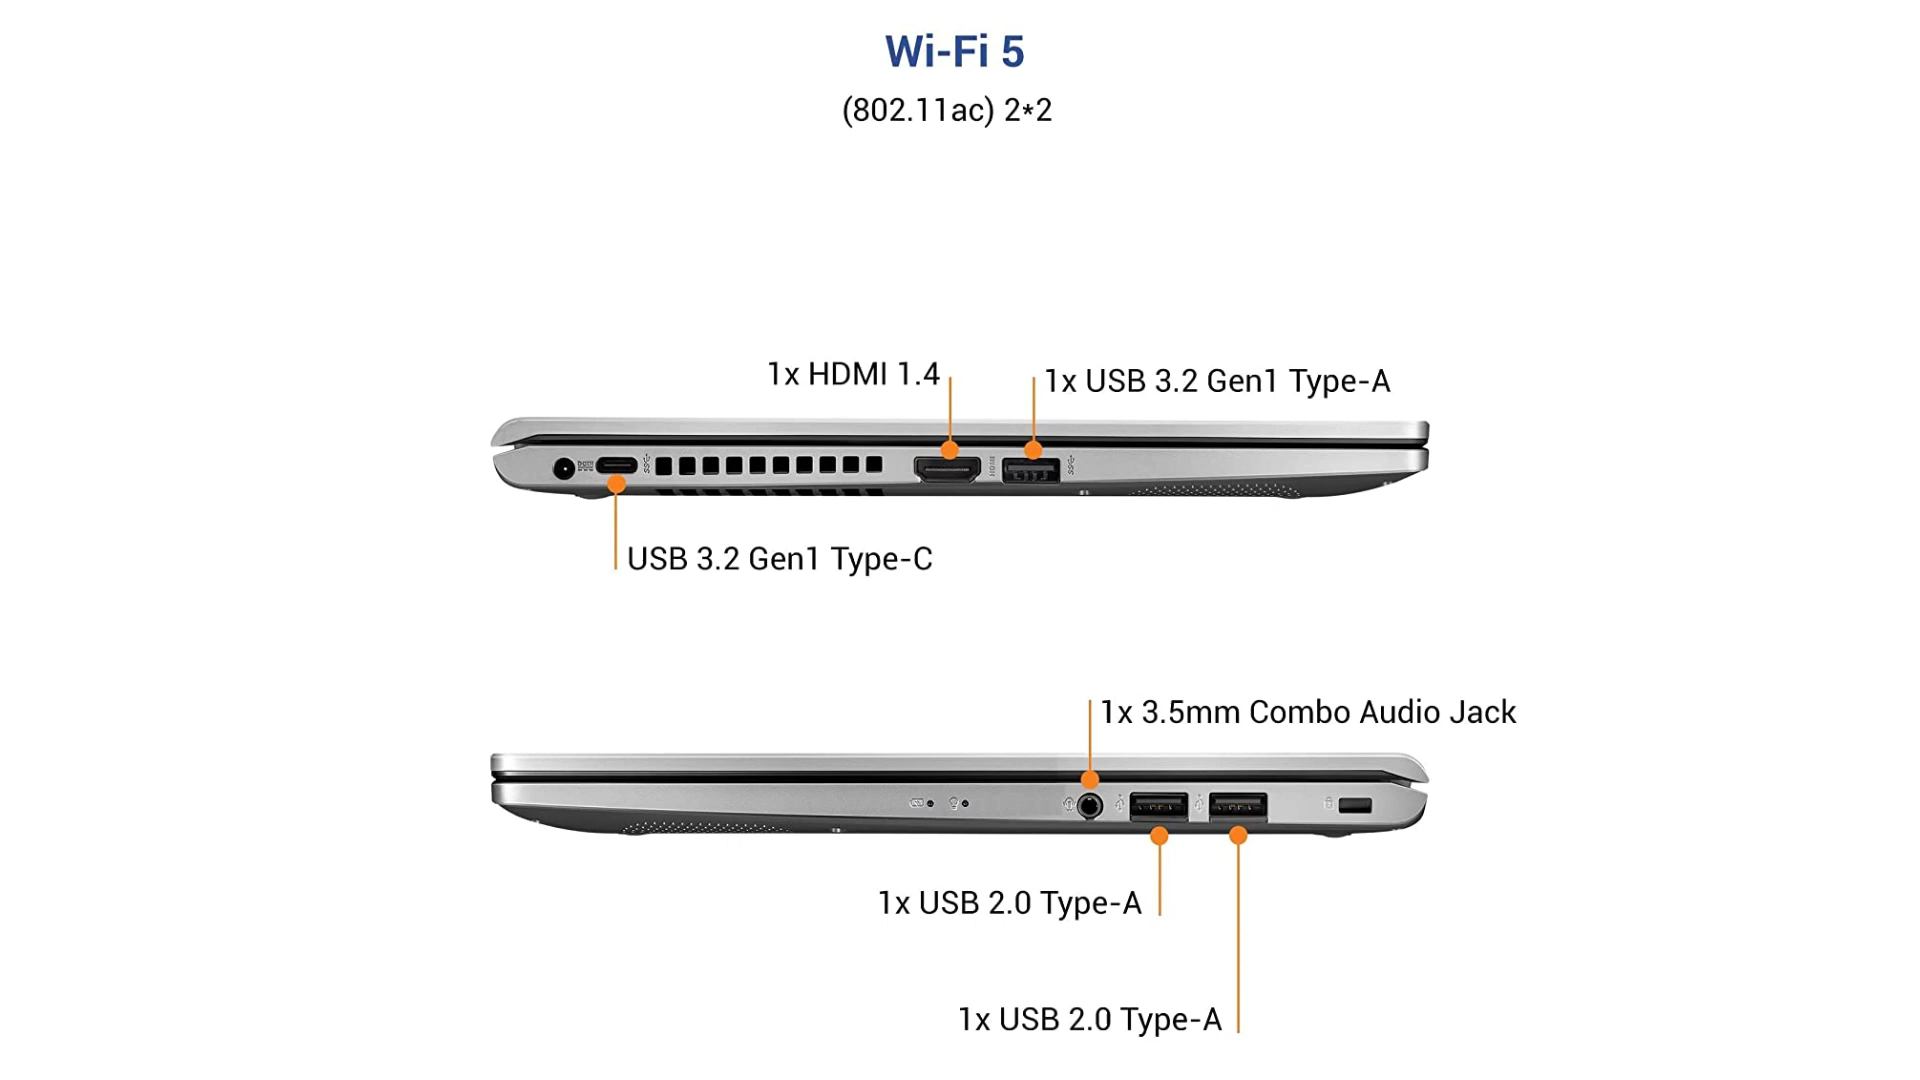 Wi-Fi 5
(802.11ac) 2*2
1x HDMI 1.4
1x USB 3.2 Gen1 Type-A
HDMI
USB 3.2 Gen1 Type-C
1x 3.5mm Combo Audio Jack
1x USB 2.0 Type-A
1x USB 2.0 Type-A